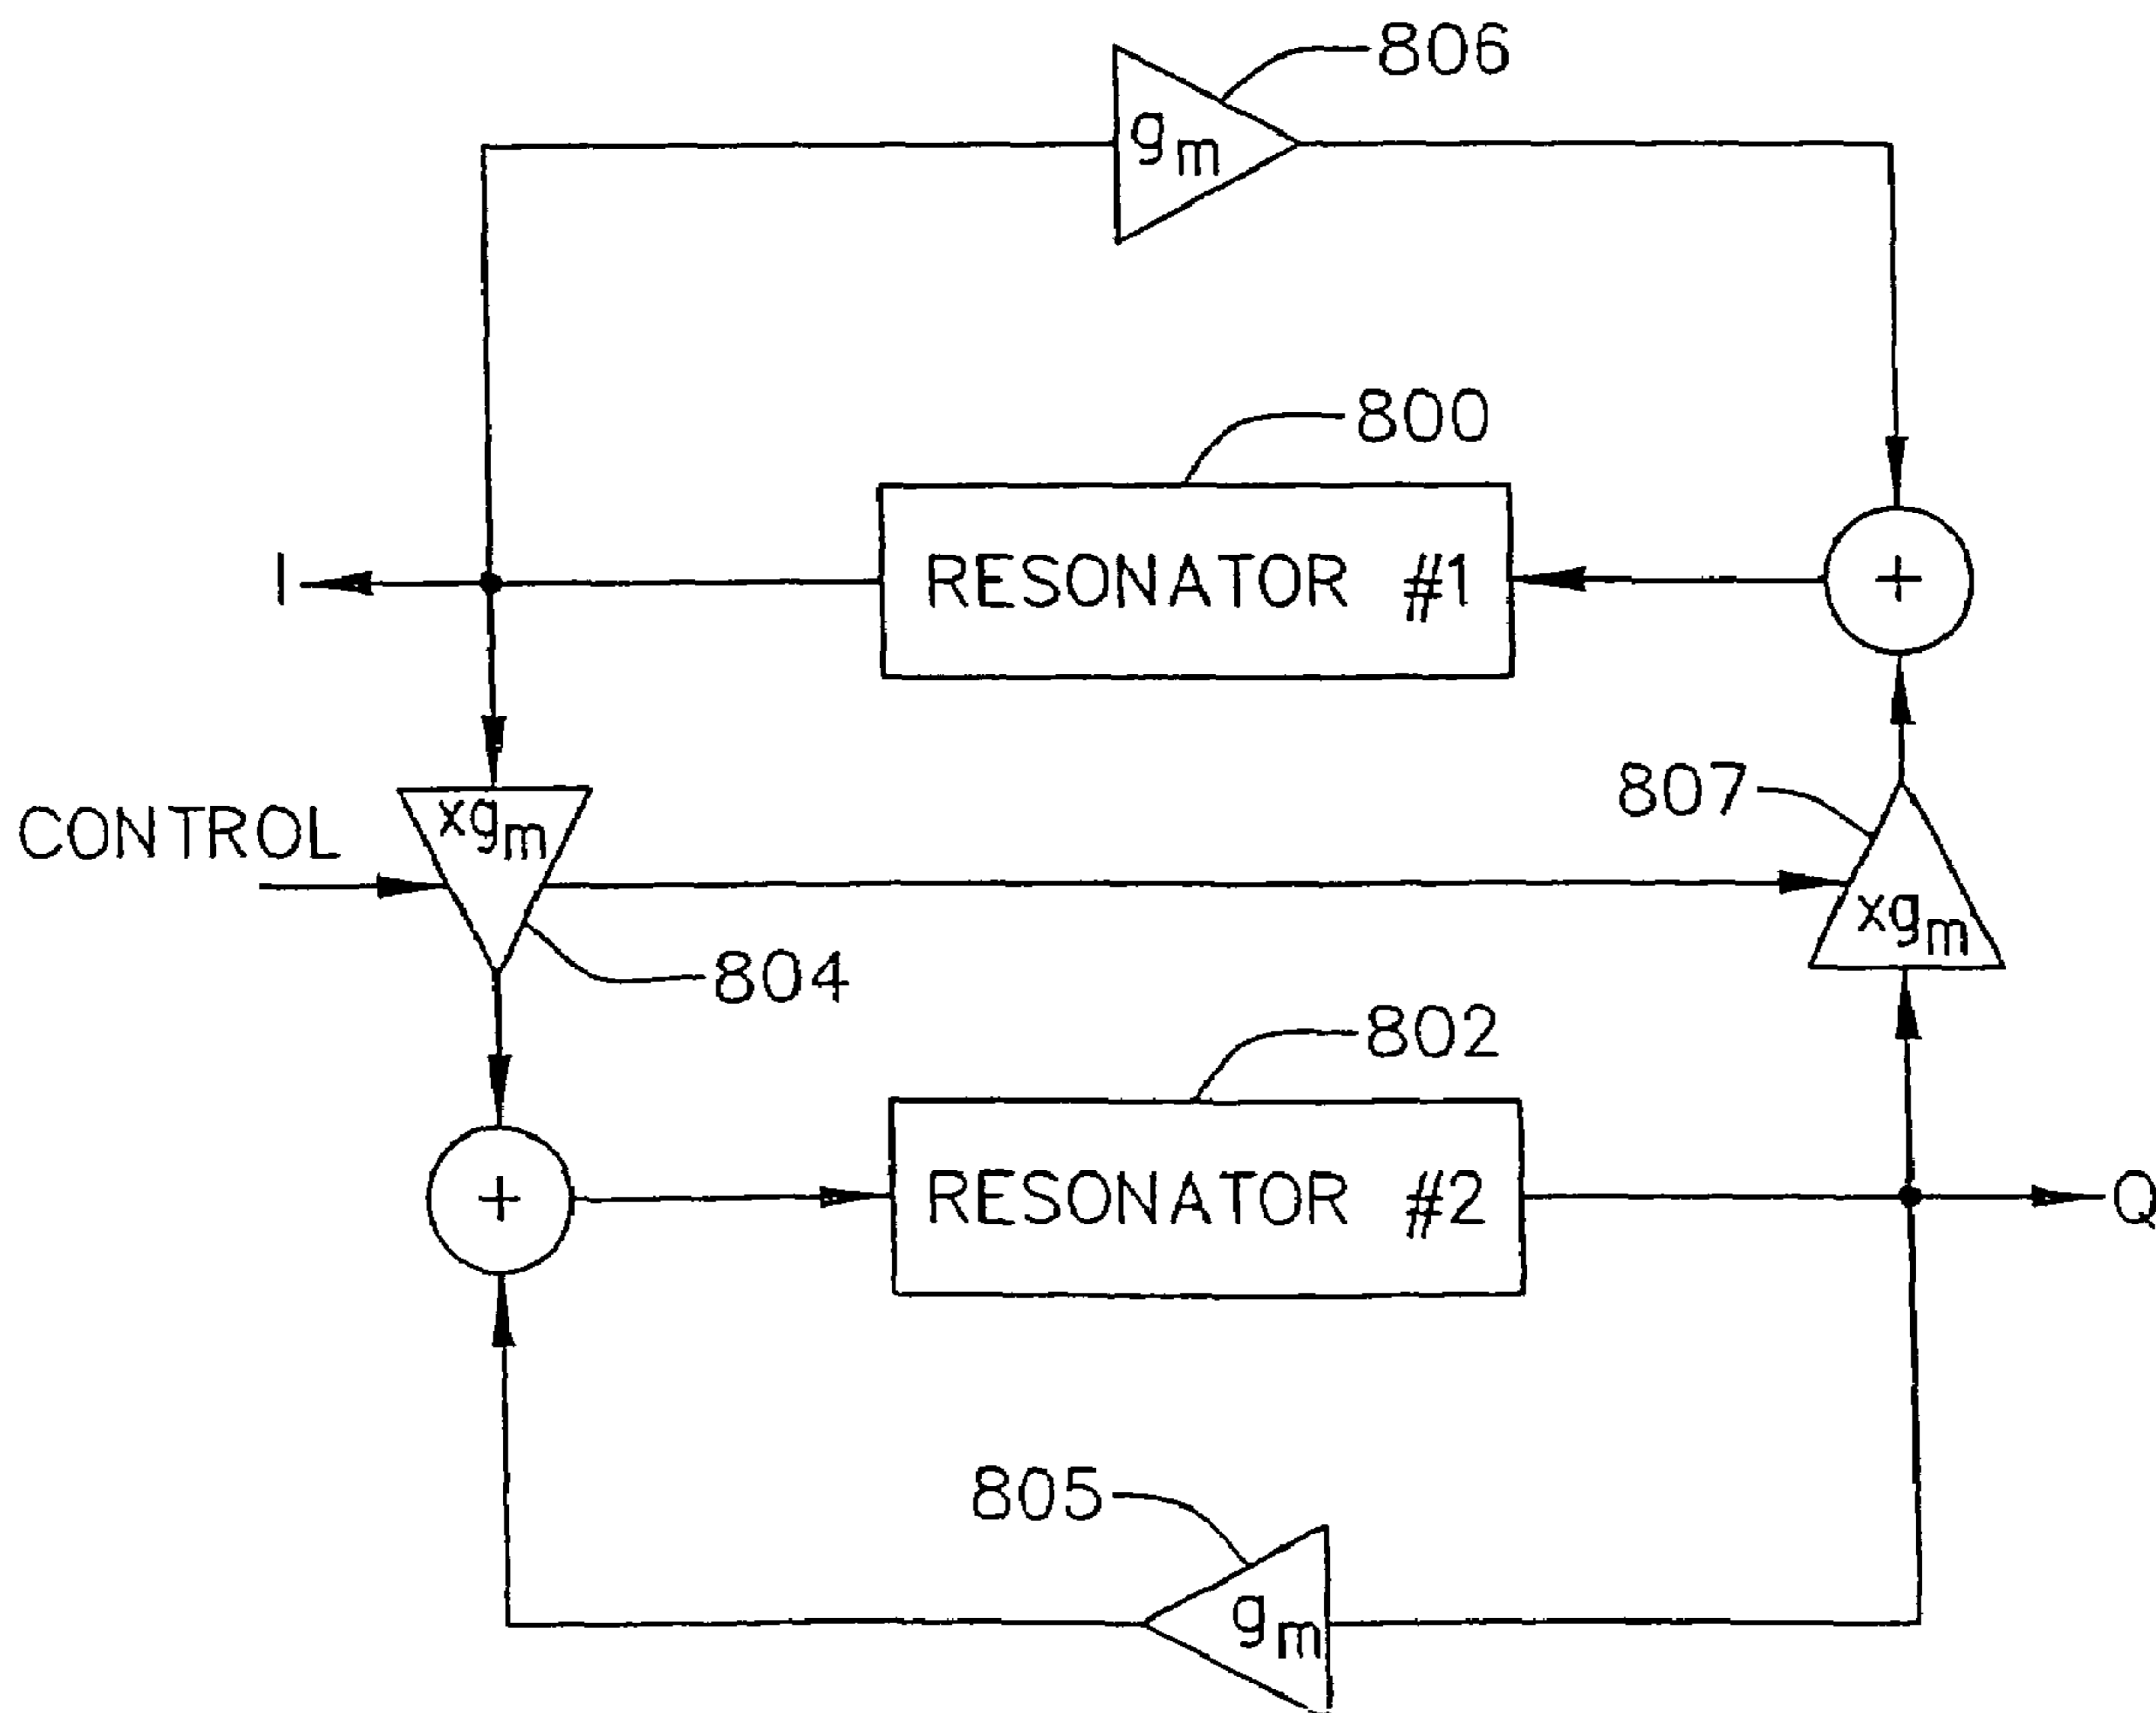 806
gm
800
I
RESONATOR #1
+
807
CONTROL
xgm
xgm
804
802
+
RESONATOR #2
Q
805
gm